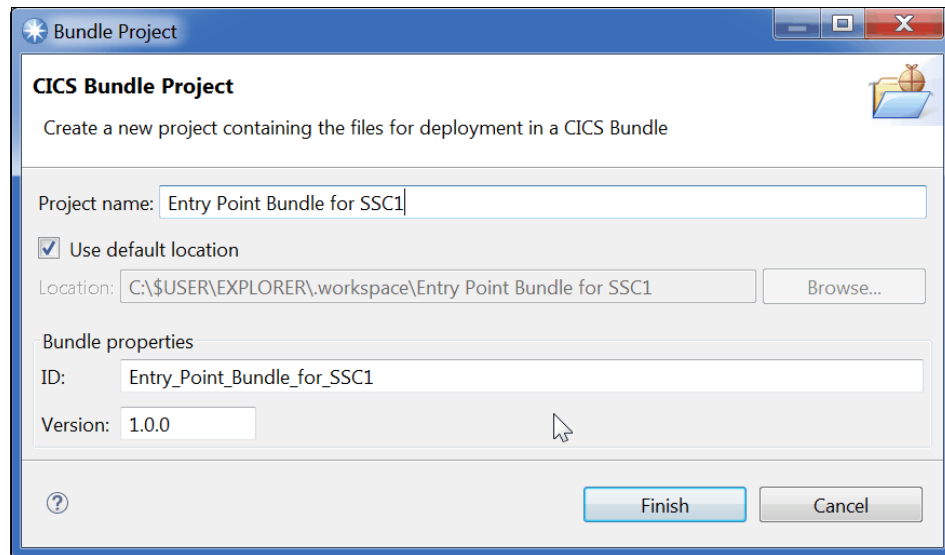 Bundle Project
CICS Bundle Project
Create a new project containing the files for deployment in a CICS Bundle
Project name: Entry Point Bundle for SSC1
Use default location
Location: C:\$USER\EXPLORER\.workspace\Entry Point Bundle for SSC1 Browse...
Bundle properties
ID: Entry_Point_Bundle_for_SSC1
Version: 1.0.0
? Finish Cancel